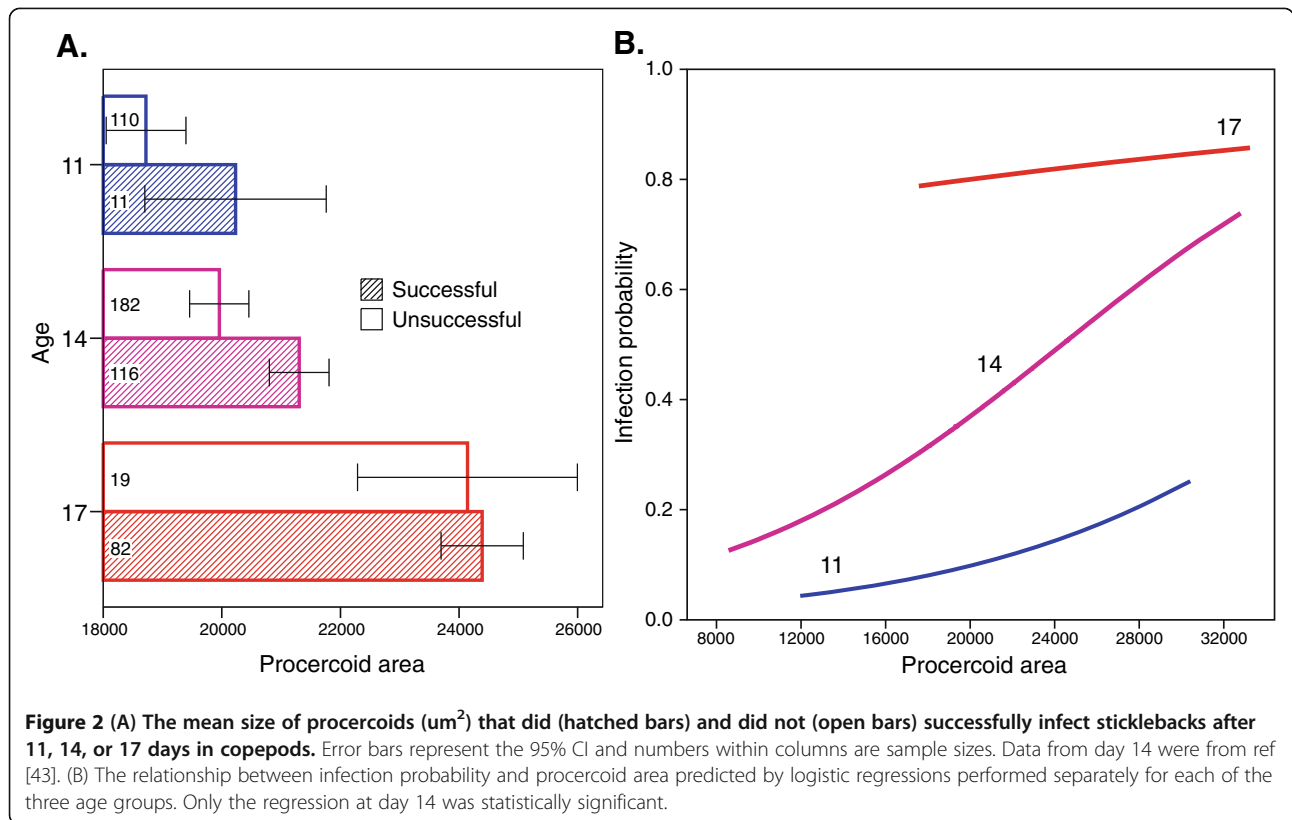 A.
110
11
11
182
14
116
19
17
82
Age
Successful
Unsuccessful
18000 20000 22000 24000 26000
Procercoid area
B.
1.0
0.8
0.6
0.4
0.2
0.0
Infection probability
17
14
11
8000 12000 16000 20000 24000 28000 32000
Procercoid area
Figure 2 (A) The mean size of procercoids (um²) that did (hatched bars) and did not (open bars) successfully infect sticklebacks after
11, 14, or 17 days in copepods. Error bars represent the 95% CI and numbers within columns are sample sizes. Data from day 14 were from ref
[43]. (B) The relationship between infection probability and procercoid area predicted by logistic regressions performed separately for each of the
three age groups. Only the regression at day 14 was statistically significant.